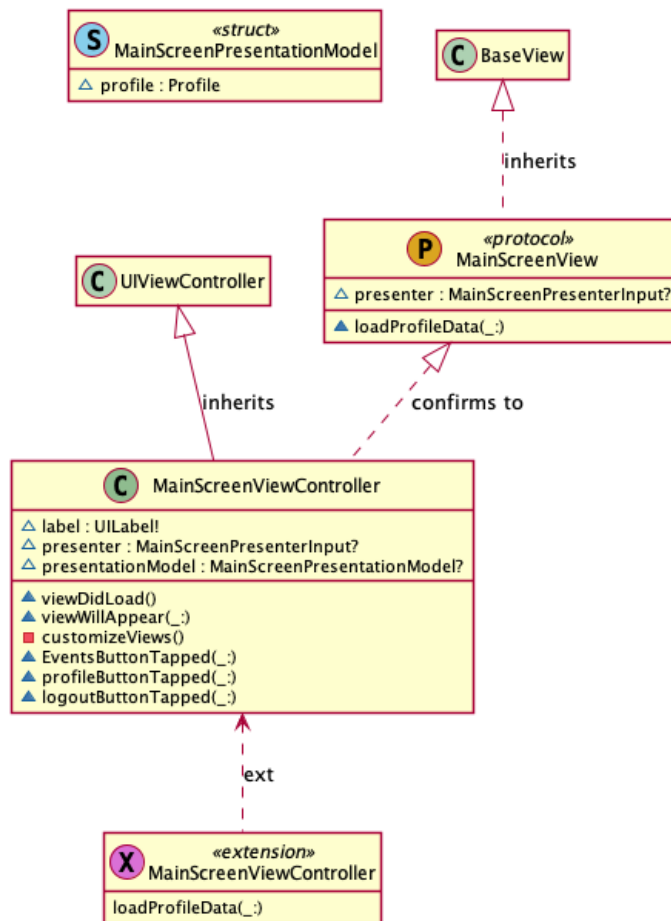 S
«struct»
MainScreenPresentationModel
profile : Profile
C BaseView
inherits
P
«protocol»
MainScreenView
presenter : MainScreenPresenterInput?
loadProfileData(_:)
C UIViewController
inherits
confirms to
C MainScreenViewController
label : UILabel!
presenter : MainScreenPresenterInput?
presentationModel : MainScreenPresentationModel?
viewDidLoad()
viewWillAppear(_:)
customizeViews()
EventsButtonTapped(_:)
profileButtonTapped(_:)
logoutButtonTapped(_:)
ext
X
«extension»
MainScreenViewController
loadProfileData(_:)